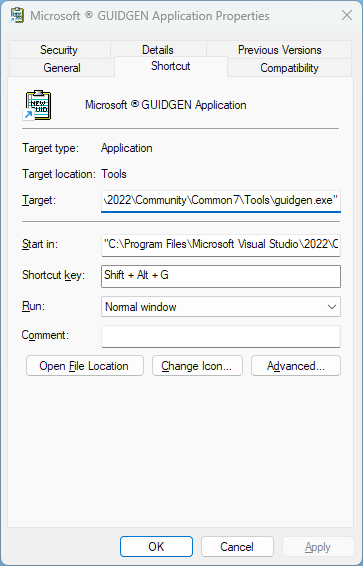 Microsoft ® GUIDGEN Application Properties
Security Details Previous Versions
General Shortcut Compatibility
NEW
GUID
Microsoft ® GUIDGEN Application
Target type: Application
Target location: Tools
Target: \2022\Community\Common7\Tools\guidgen.exe"
Start in: "C:\Program Files\Microsoft Visual Studio\2022\C
Shortcut key: Shift + Alt + G
Run: Normal window
Comment:
Open File Location Change Icon... Advanced...
OK Cancel Apply